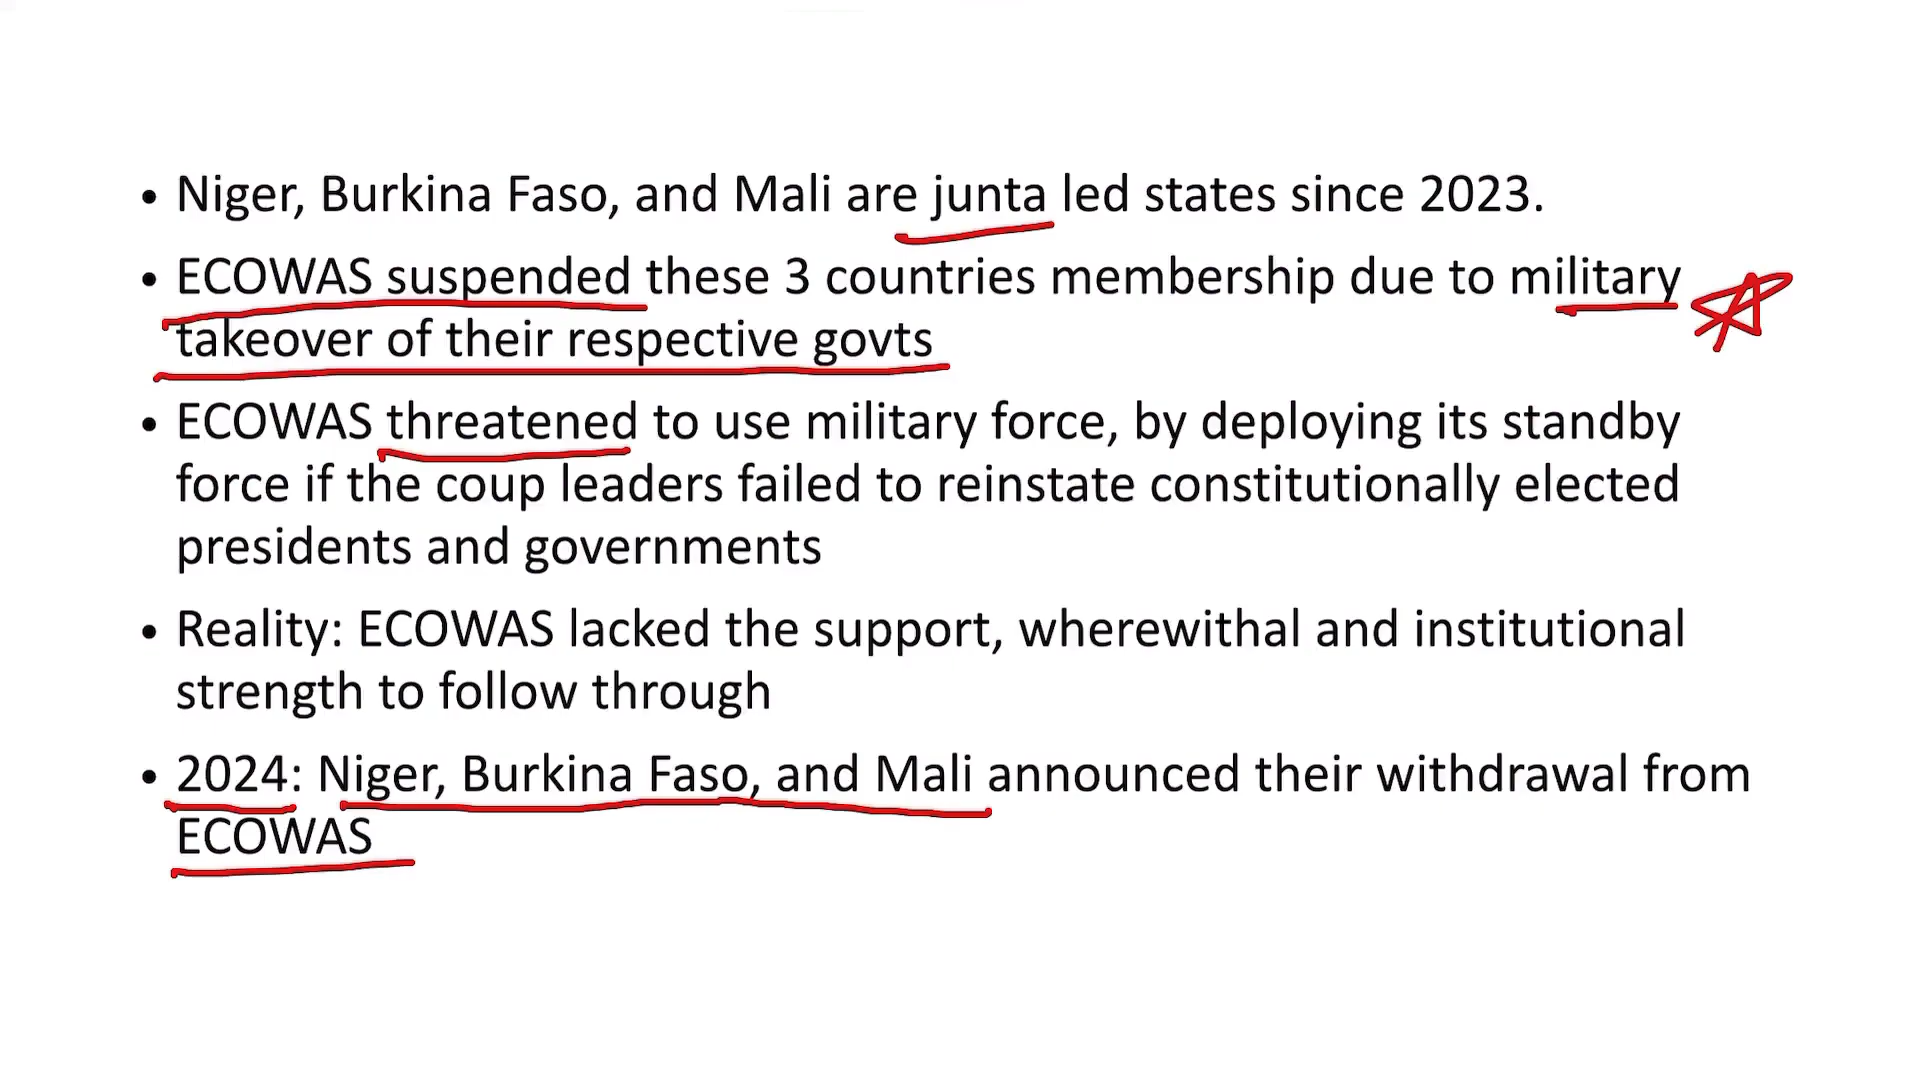 • Niger, Burkina Faso, and Mali are junta led states since 2023.
• ECOWAS suspended these 3 countries membership due to military
takeover of their respective govts
• ECOWAS threatened to use military force, by deploying its standby
force if the coup leaders failed to reinstate constitutionally elected
presidents and governments
• Reality: ECOWAS lacked the support, wherewithal and institutional
strength to follow through
• 2024: Niger, Burkina Faso, and Mali announced their withdrawal from
ECOWAS